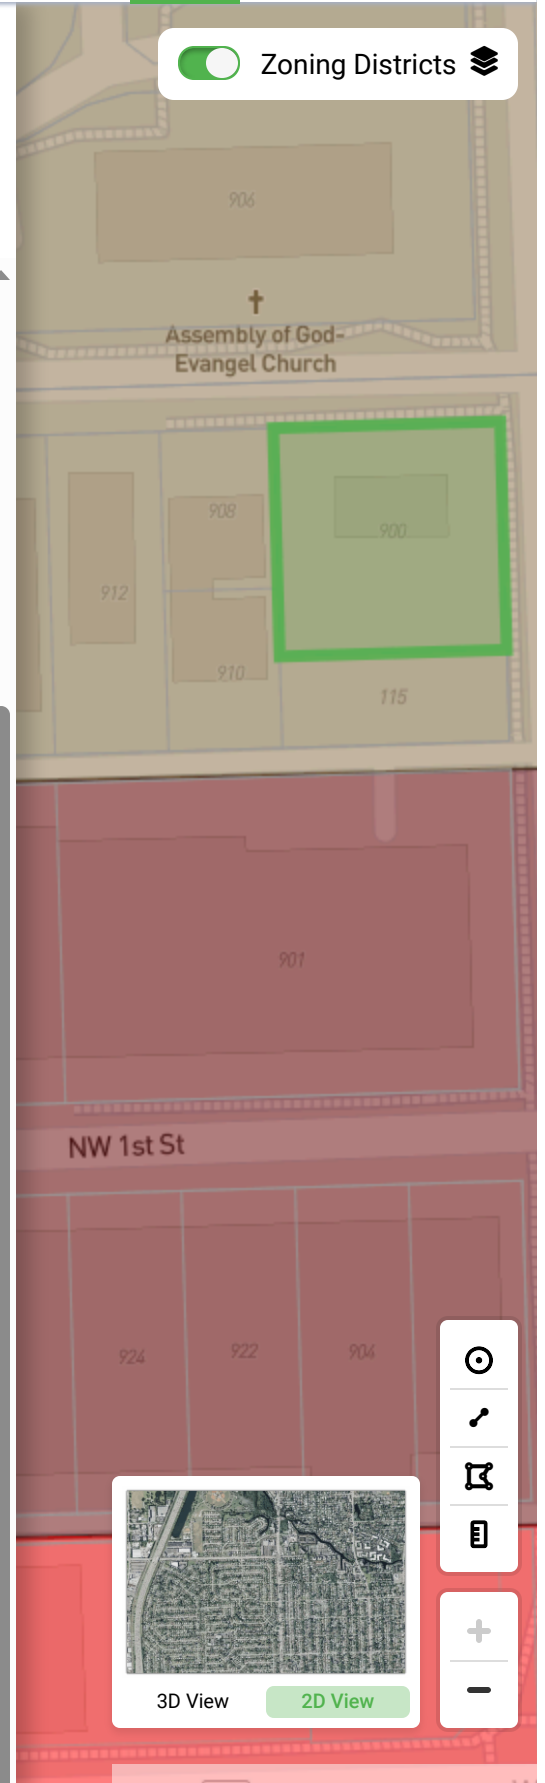 Zoning Districts
906
Assembly of God-
Evangel Church
908
900
912
910
115
901
NW 1st St
924
922
904
3D View
2D View